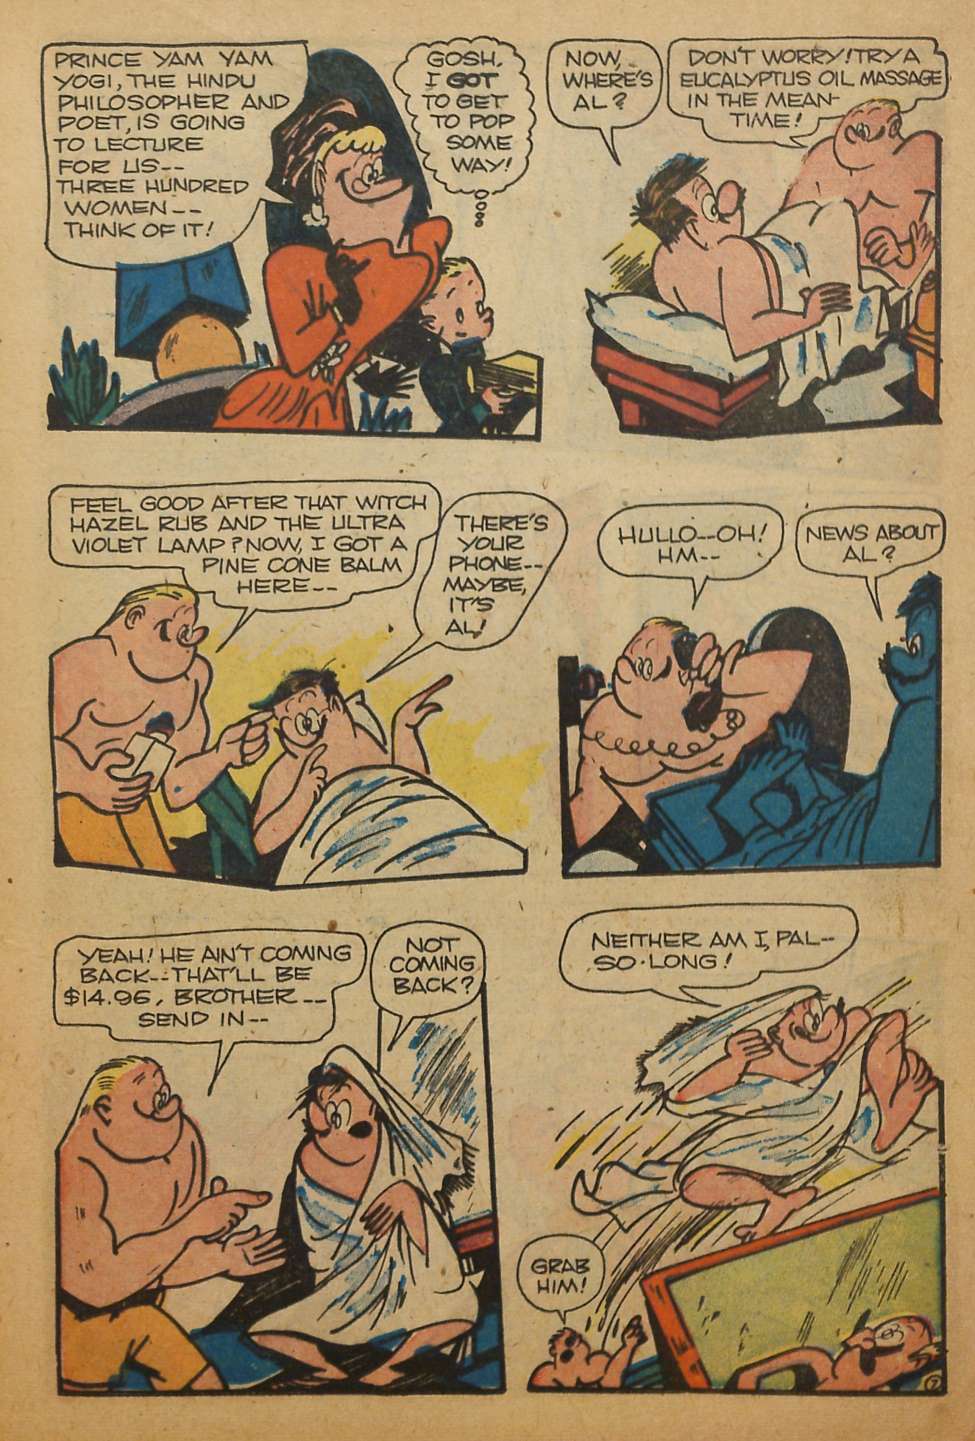 PRINCE YAM YAM
YOGI, THE HINDU
PHILOSOPHER AND
POET, IS GOING
TO LECTURE
FOR US--
THREE HUNDRED
WOMEN--
THINK OF IT!
GOSH,
I GOT
TO GET
TO POP
SOME
WAY!
NOW,
WHERE'S
AL?
DON'T WORRY! TRY A
EUCALYPTUS OIL MASSAGE
IN THE MEAN-
TIME!
FEEL GOOD AFTER THAT WITCH
HAZEL RUB AND THE ULTRA
VIOLET LAMP? NOW, I GOT A
PINE CONE BALM
HERE--
THERE'S
YOUR
PHONE--
MAYBE,
IT'S
AL!
HULLO--OH!
HM--
NEWS ABOUT
AL?
YEAH! HE AIN'T COMING
BACK--THAT'LL BE
$14.96, BROTHER--
SEND IN--
NOT
COMING
BACK?
NEITHER AM I, PAL--
SO-LONG!
GRAB
HIM!
7